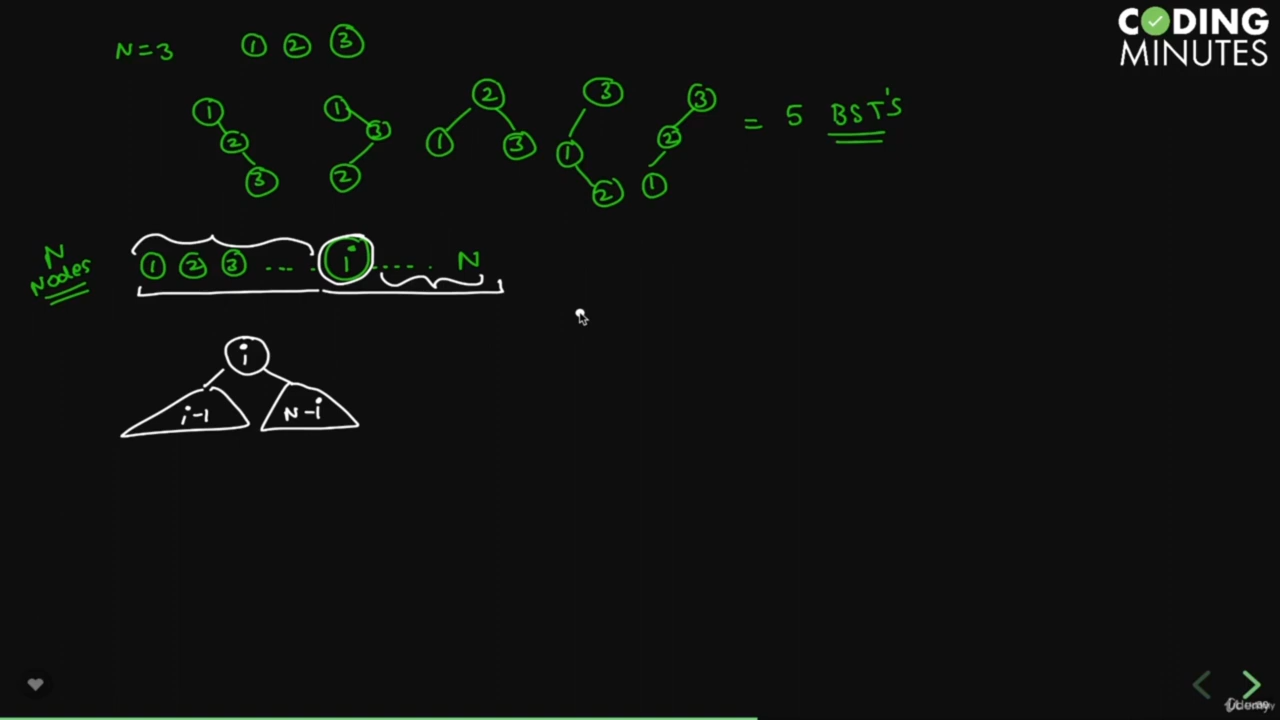 CODING
MINUTES
N=3 1 2 3
1 2 3
1 3 2
2 1 3
3 1 2
3 2 1
= 5 BST's
N Nodes
1 2 3 ---- . i ----- . N
i
i-1 N-i
Udemy